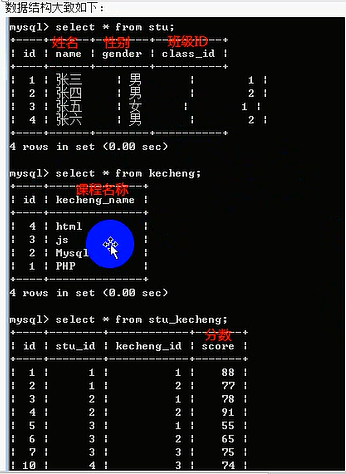 数据结构大致如下：
mysql> select * from stu;
姓名 性别 班级ID
| id | name | gender | class_id |
| 1 | 张三 | 男 | 1 |
| 2 | 张四 | 男 | 2 |
| 3 | 张五 | 女 | 1 |
| 4 | 张六 | 男 | 2 |
4 rows in set (0.00 sec)
mysql> select * from kecheng;
课程名称
| id | kecheng_name |
| 4 | html |
| 3 | js |
| 2 | Mysql |
| 1 | PHP |
4 rows in set (0.00 sec)
mysql> select * from stu_kecheng;
分数
| id | stu_id | kecheng_id | score |
| 1 | 1 | 1 | 88 |
| 2 | 1 | 2 | 77 |
| 3 | 2 | 1 | 78 |
| 4 | 2 | 2 | 91 |
| 5 | 3 | 1 | 55 |
| 6 | 3 | 2 | 65 |
| 7 | 3 | 3 | 75 |
| 10 | 4 | 3 | 74 |